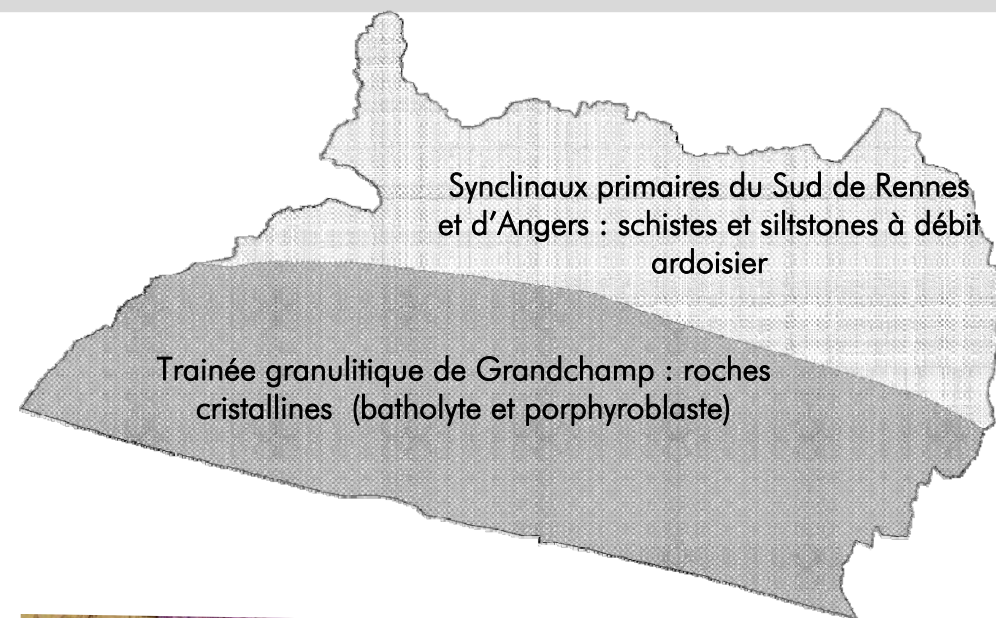 Synclinaux primaires du Sud de Rennes
et d'Angers : schistes et siltstones à débit
ardoisier
Trainée granulitique de Grandchamp : roches
cristallines (batholyte et porphyroblaste)